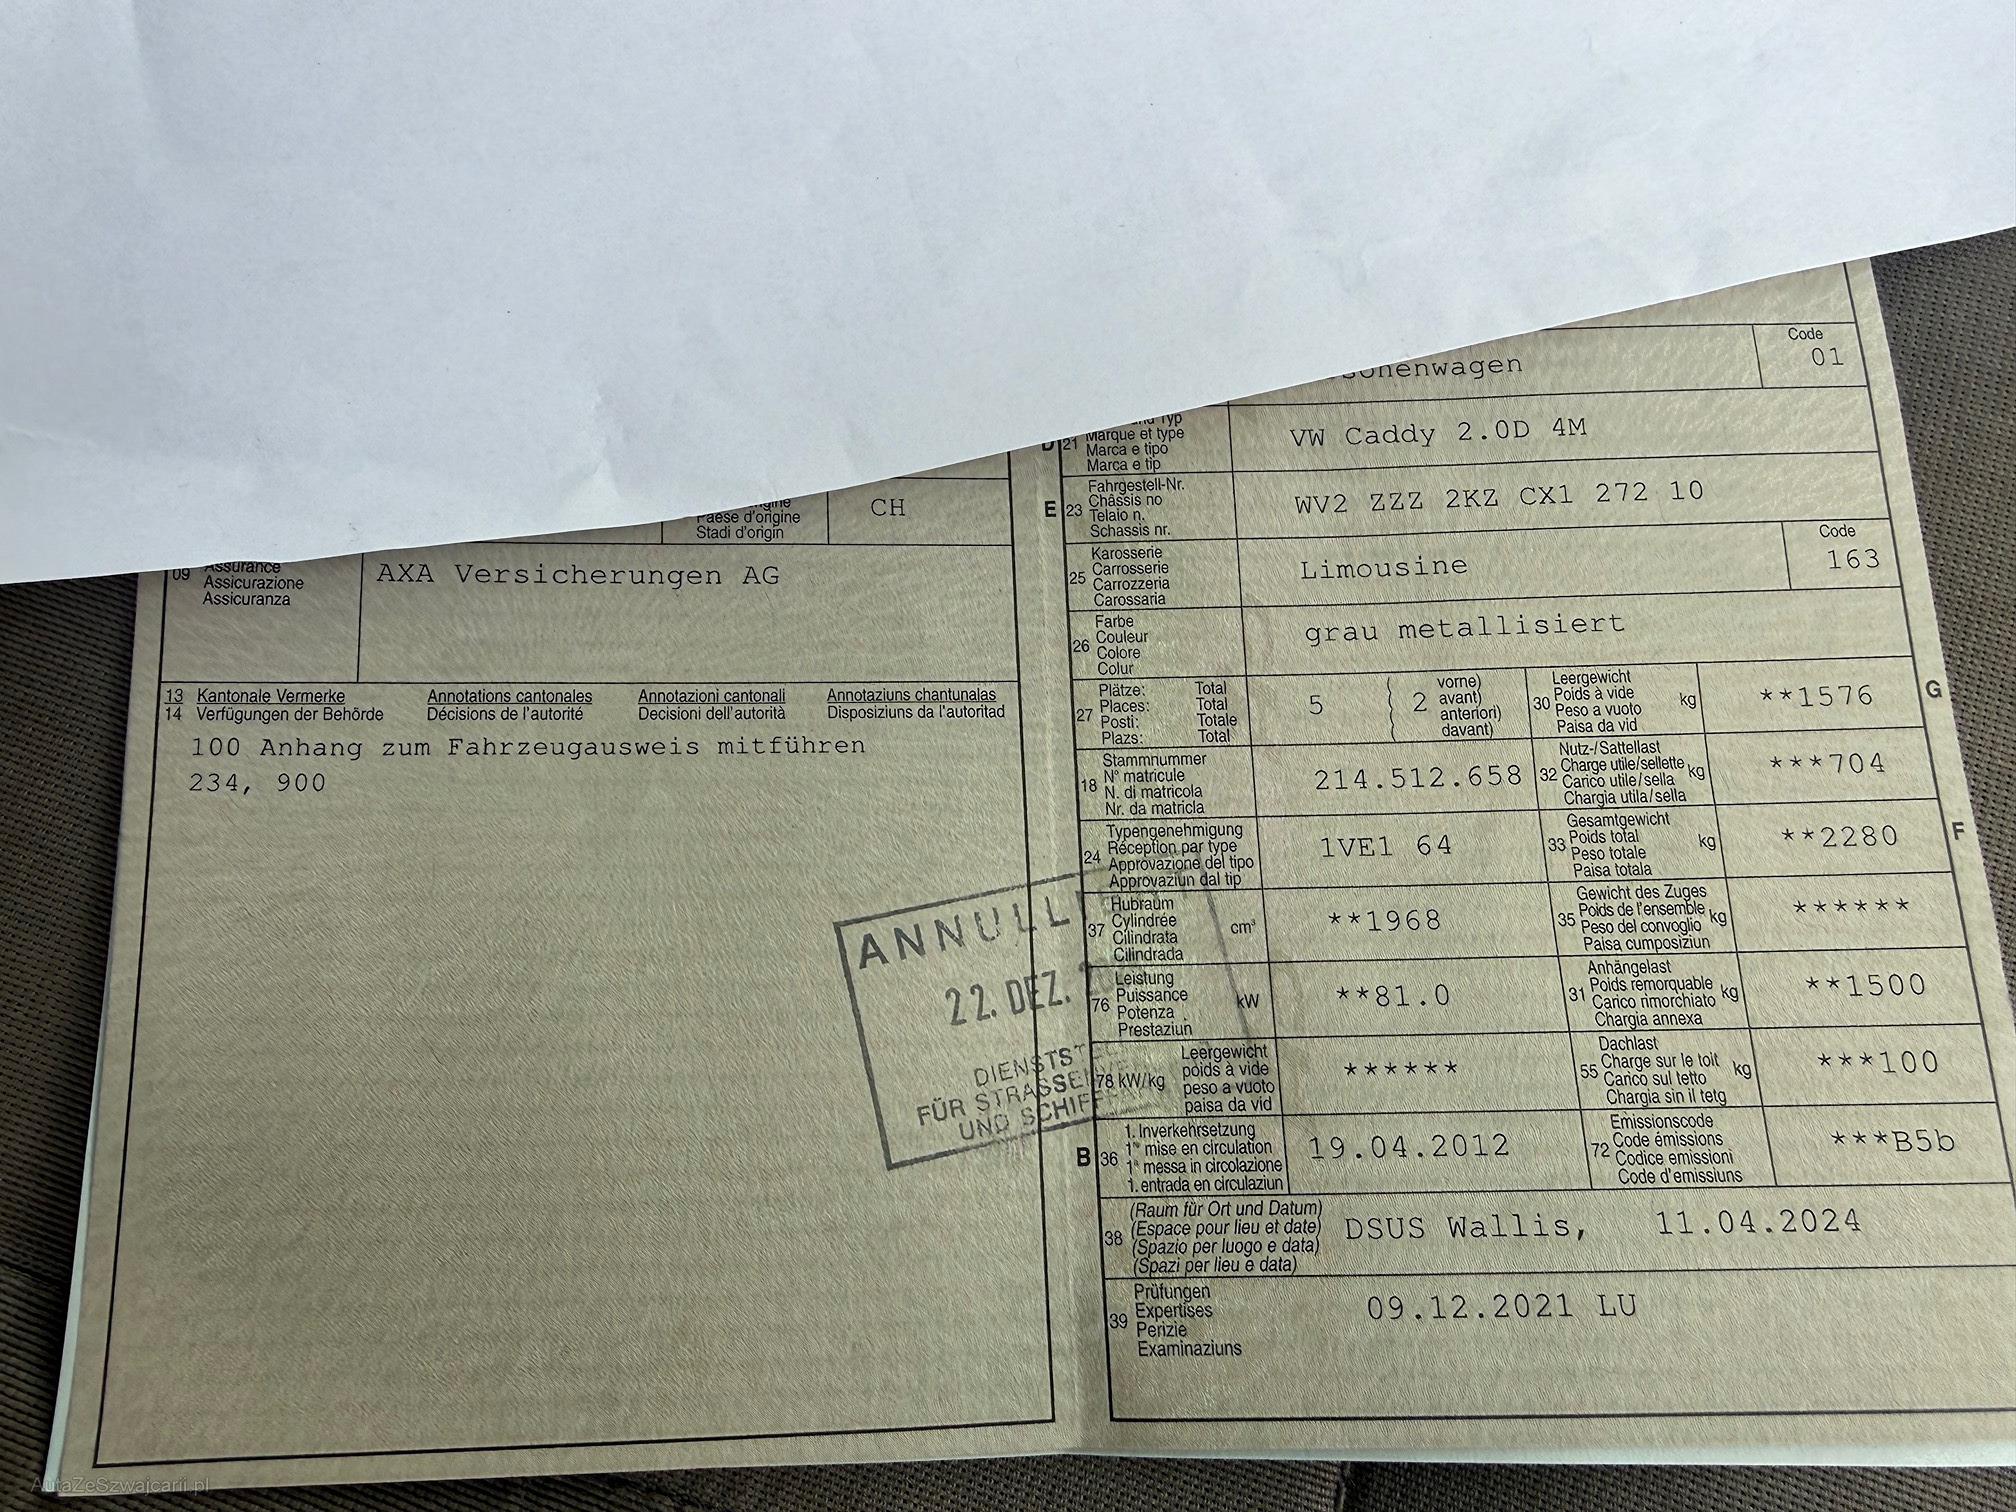 CH
Paese d'origine
Stadi d'origin
09 Assurance
Assicurazione
Assicuranza
AXA Versicherungen AG
13 Kantonale Vermerke Annotations cantonales Annotazioni cantonali Annotaziuns chantunalas
14 Verfügungen der Behörde Décisions de l'autorité Decisioni dell'autorità Disposiziuns da l'autoritad
100 Anhang zum Fahrzeugausweis mitführen
234, 900
ANNULL
22. DEZ.
DIENSTSTE
FÜR STRASSEN
UND SCHIFF
Code
01
21 Marque et type
Marca e tipo
Marca e tip
VW Caddy 2.0D 4M
E 23 Fahrgestell-Nr.
Châssis no
Telaio n.
Schassis nr.
WV2 ZZZ 2KZ CX1 272 10
25 Karosserie
Carrosserie
Carrozzeria
Carossaria
Limousine
Code
163
26 Farbe
Couleur
Colore
Colur
grau metallisiert
27 Plätze: Total
Places: Total
Posti: Totale
Plazs: Total
5 ( 2 vorne)
avant)
anteriori)
davant)
30 Leergewicht
Poids à vide
Peso a vuoto
Paisa da vid
kg **1576 G
18 Stammnummer
N° matricule
N. di matricola
Nr. da matricla
214.512.658
32 Nutz-/Sattellast
Charge utile/sellette
Carico utile/sella
Chargia utila/sella
kg ***704
24 Typengenehmigung
Réception par type
Approvazione del tipo
Approvaziun dal tip
1VE1 64
33 Gesamtgewicht
Poids total
Peso totale
Paisa totala
kg **2280 F
37 Hubraum
Cylindrée
Cilindrata
Cilindrada
cm³ **1968
35 Gewicht des Zuges
Poids de l'ensemble
Peso del convoglio
Paisa cumposiziun
kg ******
76 Leistung
Puissance
Potenza
Prestaziun
kW **81.0
31 Anhängelast
Poids remorquable
Carico rimorchiato
Chargia annexa
kg **1500
78 kW/kg Leergewicht
poids à vide
peso a vuoto
paisa da vid
******
55 Dachlast
Charge sur le toit
Carico sul tetto
Chargia sin il tetg
kg ***100
B 36 1. Inverkehrsetzung
1re mise en circulation
1a messa in circolazione
1. entrada en circulaziun
19.04.2012
72 Emissionscode
Code émissions
Codice emissioni
Code d'emissiuns
***B5b
38 (Raum für Ort und Datum)
(Espace pour lieu et date)
(Spazio per luogo e data)
(Spazi per lieu e data)
DSUS Wallis, 11.04.2024
39 Prüfungen
Expertises
Perizie
Examinaziuns
09.12.2021 LU
AutaZeSzwajcarii.pl